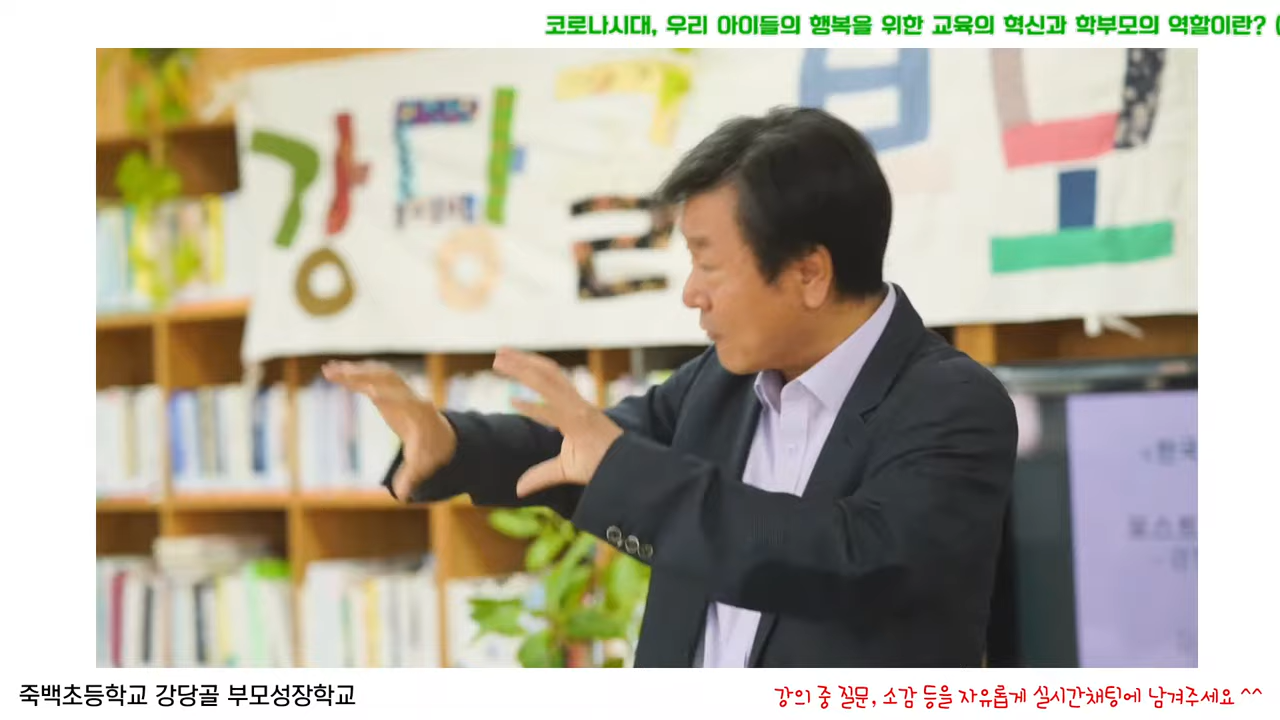 코로나시대, 우리 아이들의 행복을 위한 교육의 혁신과 학부모의 역할이란? (
강당골
포스트
죽백초등학교 강당골 부모성장학교
강의 중 질문, 소감 등을 자유롭게 실시간채팅에 남겨주세요 ^^